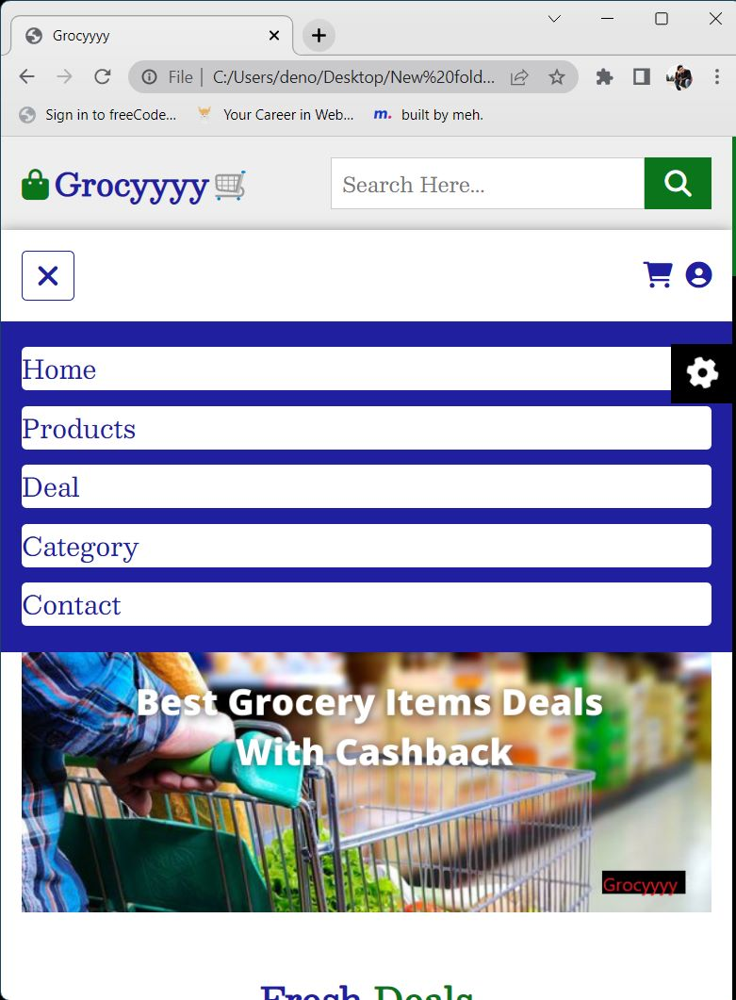 Grocyyyy
File | C:/Users/deno/Desktop/New%20fold...
Sign in to freeCode... Your Career in Web... m. built by meh.
Grocyyyy Search Here...
Home
Products
Deal
Category
Contact
Best Grocery Items Deals
With Cashback
Grocyyyy
Fresh Deals